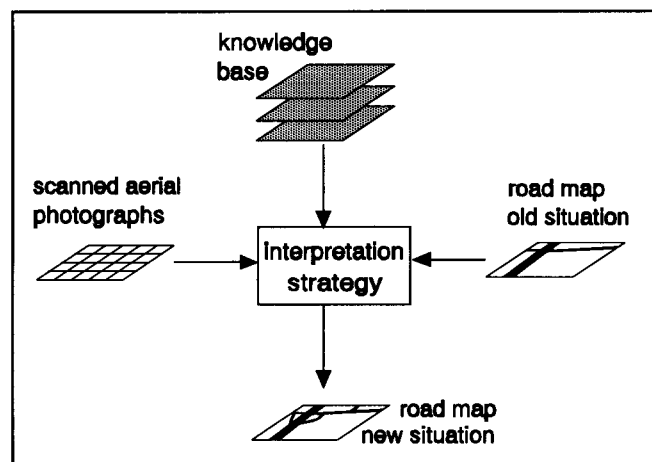 knowledge
base
scanned aerial
photographs
road map
old situation
interpretation
strategy
road map
new situation